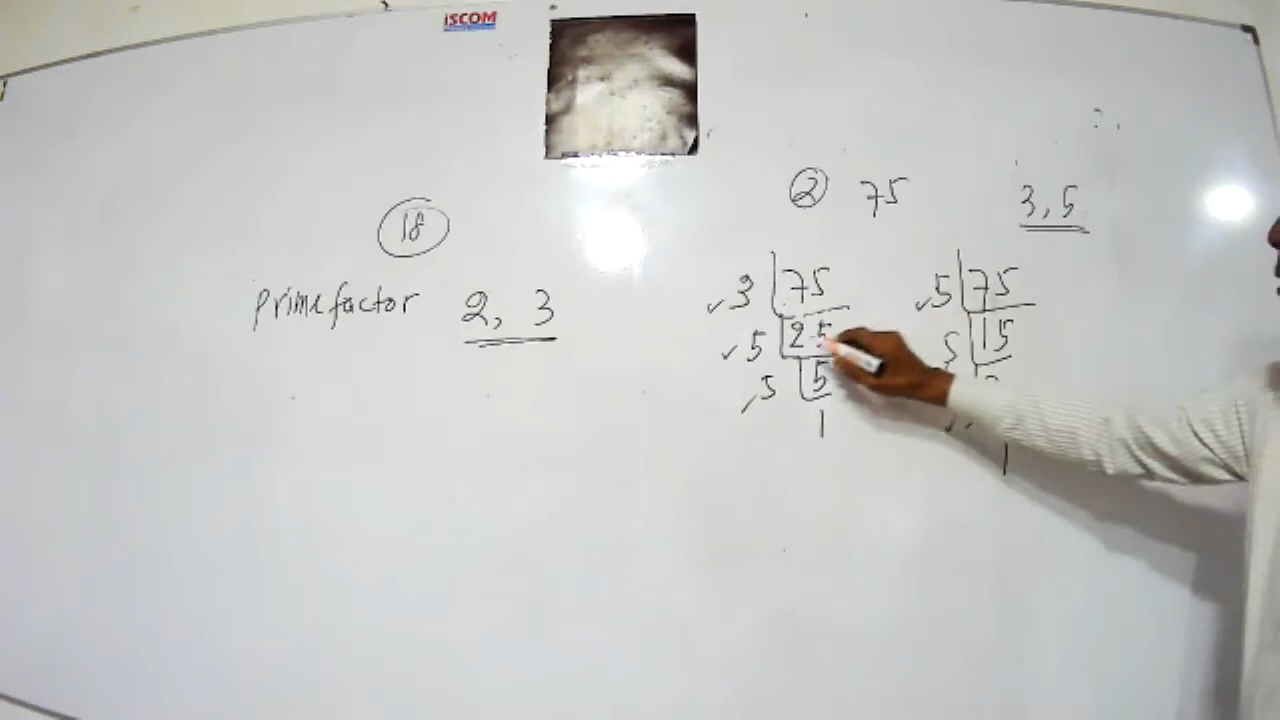 ISCOM
18
Prime factor 2, 3
② 75 3, 5
✓3 75
✓5 25
✓5 5
1
✓5 75
5 15
1